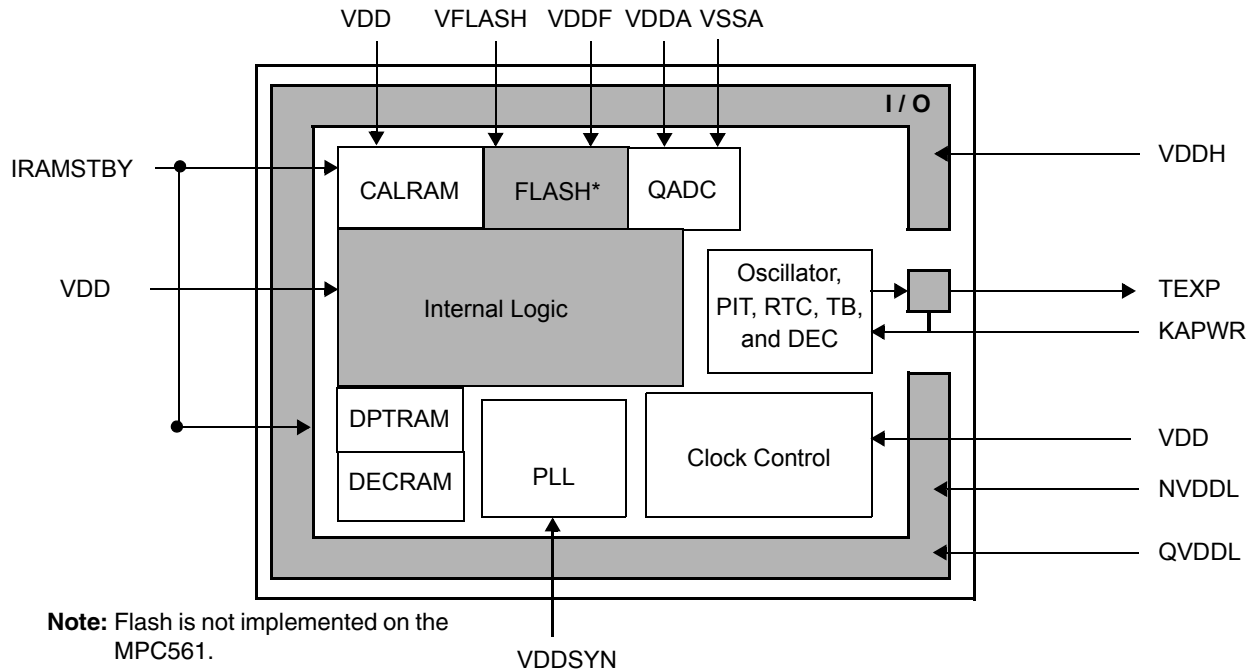 VDD
VFLASH
VDDF
VDDA
VSSA
I / O
IRAMSTBY
VDDH
CALRAM
FLASH*
QADC
VDD
Internal Logic
Oscillator,
PIT, RTC, TB,
and DEC
TEXP
KAPWR
DPTRAM
DECRAM
PLL
Clock Control
VDD
NVDDL
QVDDL
Note: Flash is not implemented on the
MPC561.
VDDSYN